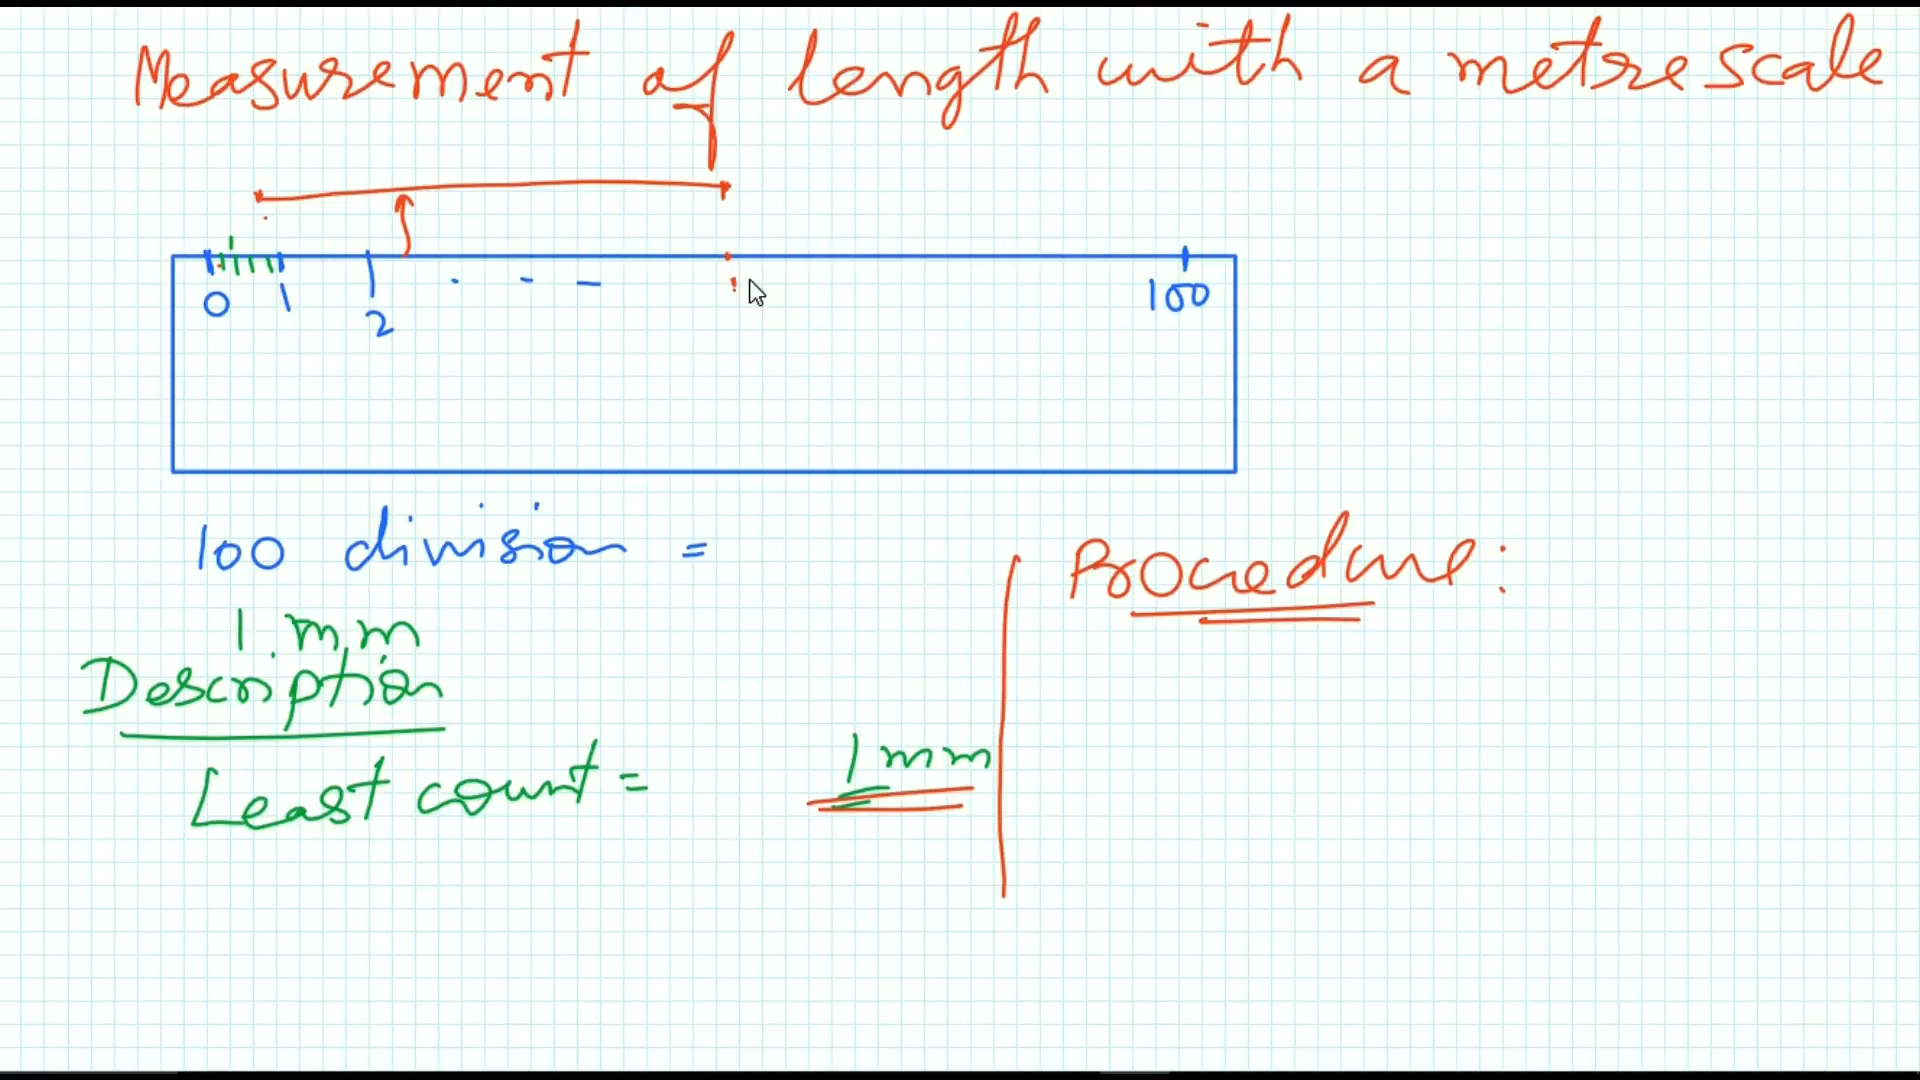 Measurement of length with a metre scale
0 1 2 100
100 division =
1 mm
Description
Least count = 1mm
Procedure: